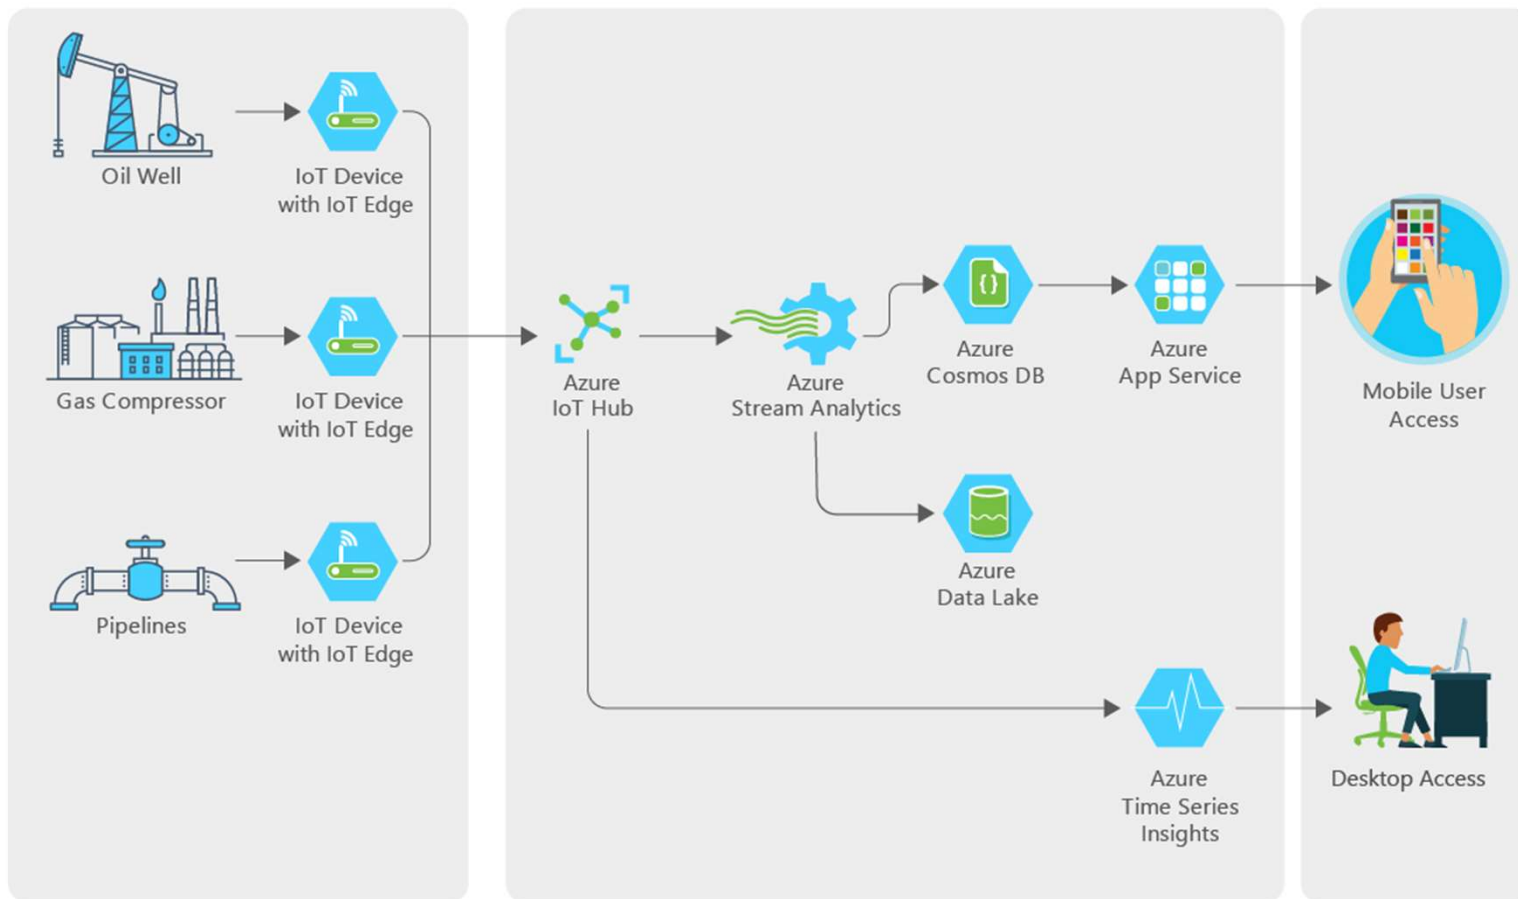 Oil Well
IoT Device
with IoT Edge
Gas Compressor
IoT Device
with IoT Edge
Pipelines
IoT Device
with IoT Edge
Azure
IoT Hub
Azure
Stream Analytics
{}
Azure
Cosmos DB
Azure
App Service
Azure
Data Lake
Azure
Time Series
Insights
Mobile User
Access
Desktop Access